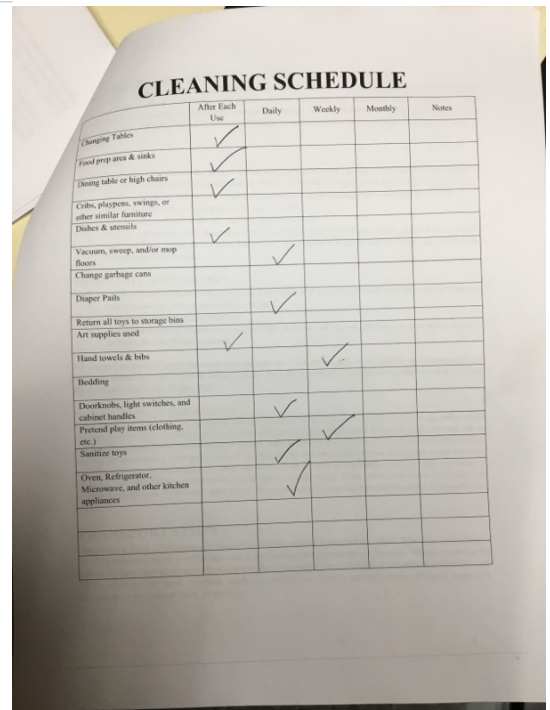 CLEANING SCHEDULE
After Each
Use
Daily
Weekly
Monthly
Notes
Changing Tables
Food prep area & sinks
Dining table or high chairs
Cribs, playpens, swings, or
other similar furniture
Dishes & utensils
Vacuum, sweep, and/or mop
floors
Change garbage cans
Diaper Pails
Return all toys to storage bins
Art supplies used
Hand towels & bibs
Bedding
Doorknobs, light switches, and
cabinet handles
Pretend play items (clothing,
etc.)
Sanitize toys
Oven, Refrigerator,
Microwave, and other kitchen
appliances